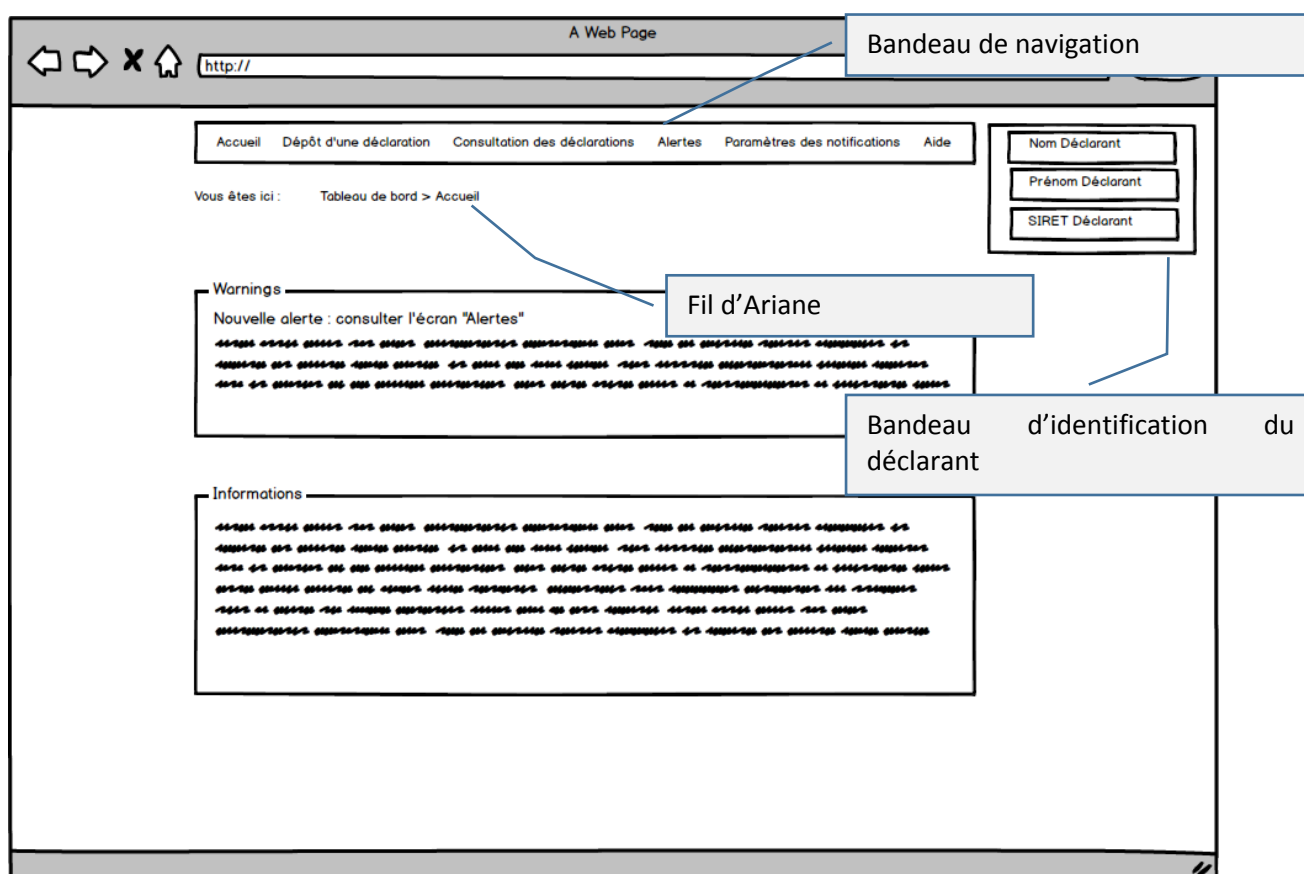 A Web Page
Bandeau de navigation
http://
Accueil Dépôt d'une déclaration Consultation des déclarations Alertes Paramètres des notifications Aide
Nom Déclarant
Prénom Déclarant
SIRET Déclarant
Vous êtes ici : Tableau de bord > Accueil
Fil d’Ariane
Warnings
Nouvelle alerte : consulter l'écran "Alertes"
Bandeau d’identification du
déclarant
Informations